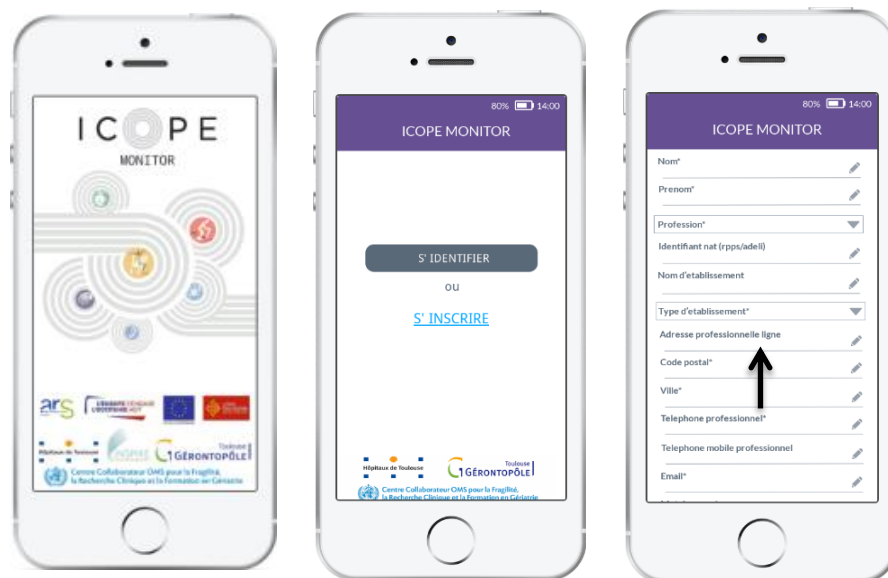 ICOPE
MONITOR
ars
Hôpitaux de Toulouse
INSPIRE
Toulouse
GÉRONTOPÔLE
Centre Collaborateur OMS pour la Fragilité,
la Recherche Clinique et la Formation en Gériatrie
80% 14:00
ICOPE MONITOR
S' IDENTIFIER
ou
S' INSCRIRE
Hôpitaux de Toulouse
Toulouse
GÉRONTOPÔLE
Centre Collaborateur OMS pour la Fragilité,
la Recherche Clinique et la Formation en Gériatrie
80% 14:00
ICOPE MONITOR
Nom*
Prenom*
Profession*
Identifiant nat (rpps/adeli)
Nom d'etablissement
Type d'etablissement*
Adresse professionnelle ligne
Code postal*
Ville*
Telephone professionnel*
Telephone mobile professionnel
Email*